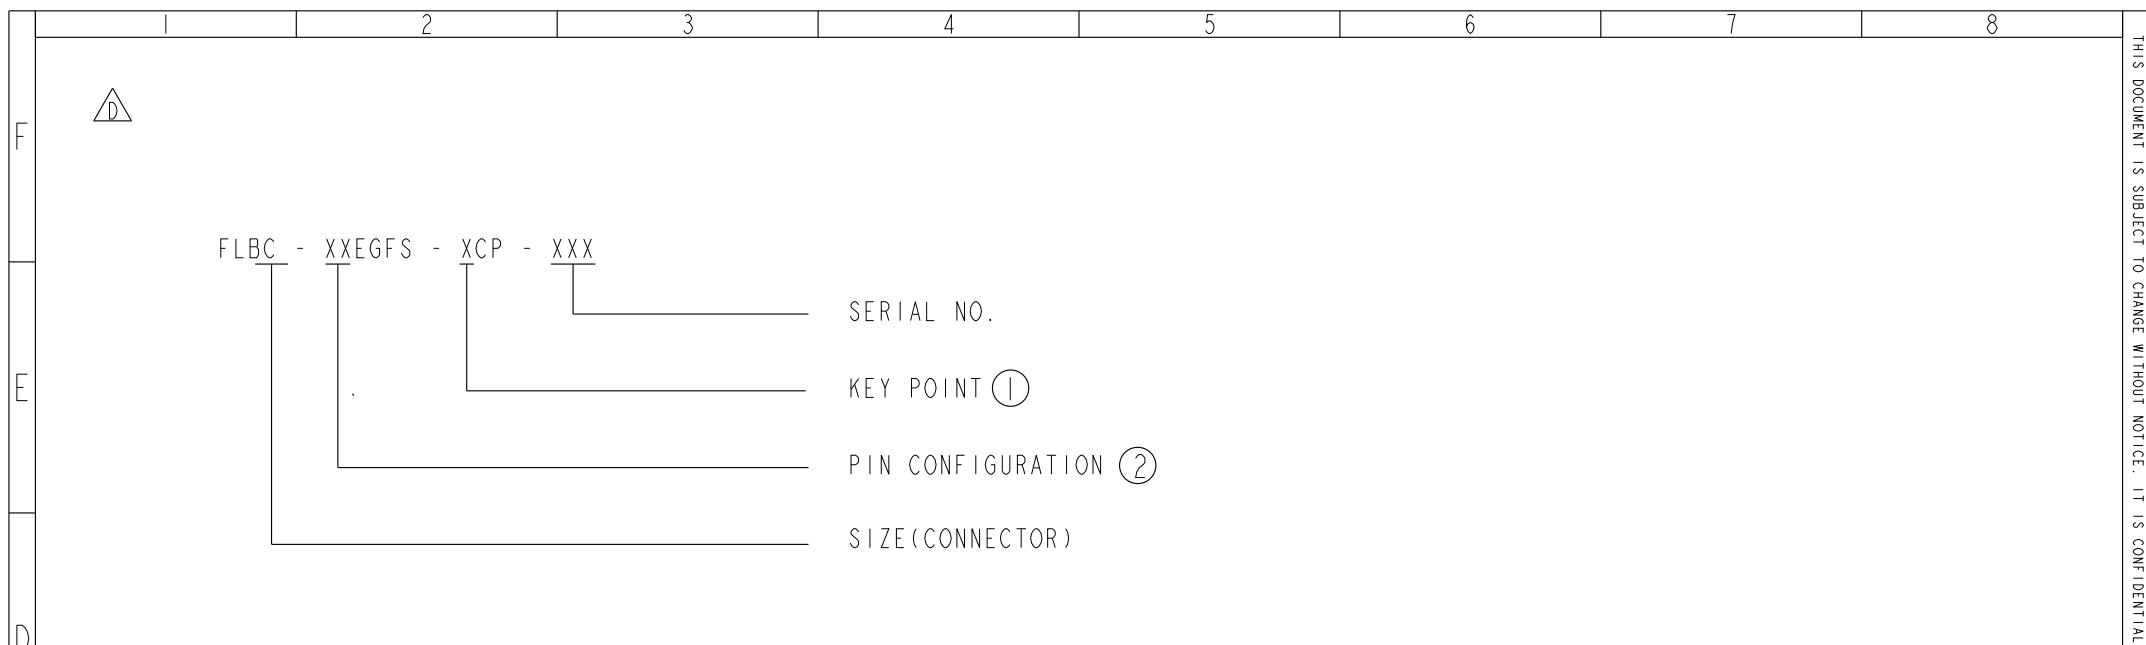 1 2 3 4 5 6 7 8
D
F
FLBC - XXEGFS - XCP - XXX
SERIAL NO.
E
KEY POINT 1
PIN CONFIGURATION 2
SIZE(CONNECTOR)
D
THIS DOCUMENT IS SUBJECT TO CHANGE WITHOUT NOTICE. IT IS CONFIDENTIAL